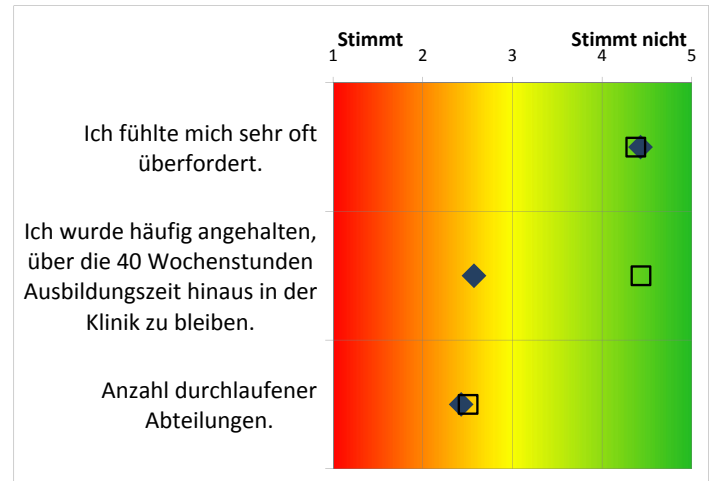 Stimmt Stimmt nicht
1 2 3 4 5
Ich fühlte mich sehr oft
überfordert.
Ich wurde häufig angehalten,
über die 40 Wochenstunden
Ausbildungszeit hinaus in der
Klinik zu bleiben.
Anzahl durchlaufener
Abteilungen.